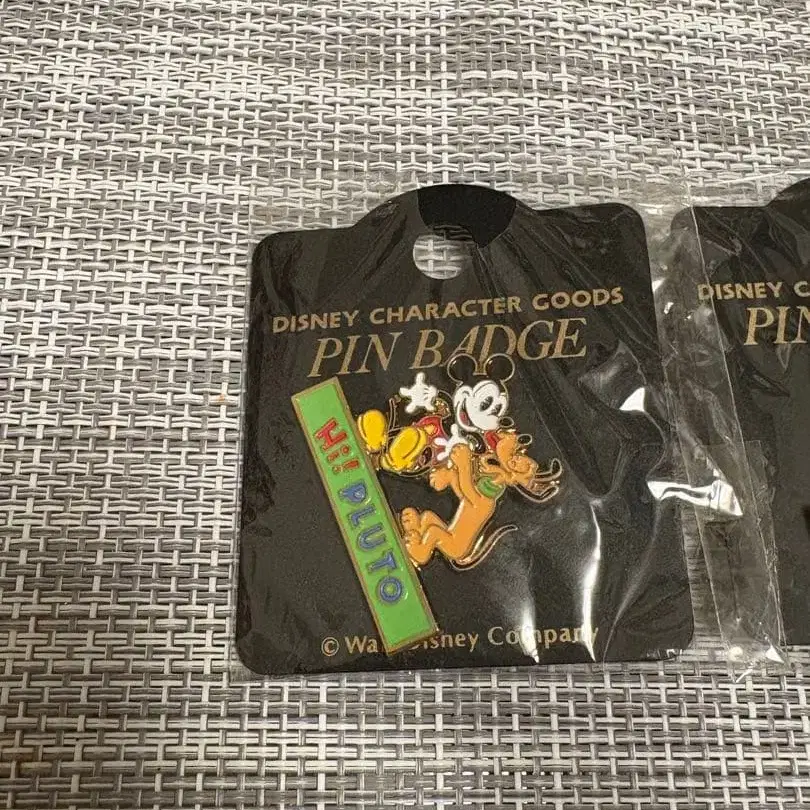 DISNEY CHARACTER GOODS
PIN BADGE
Hi! PLUTO
© Walt Disney Company
DISNEY C
PIN